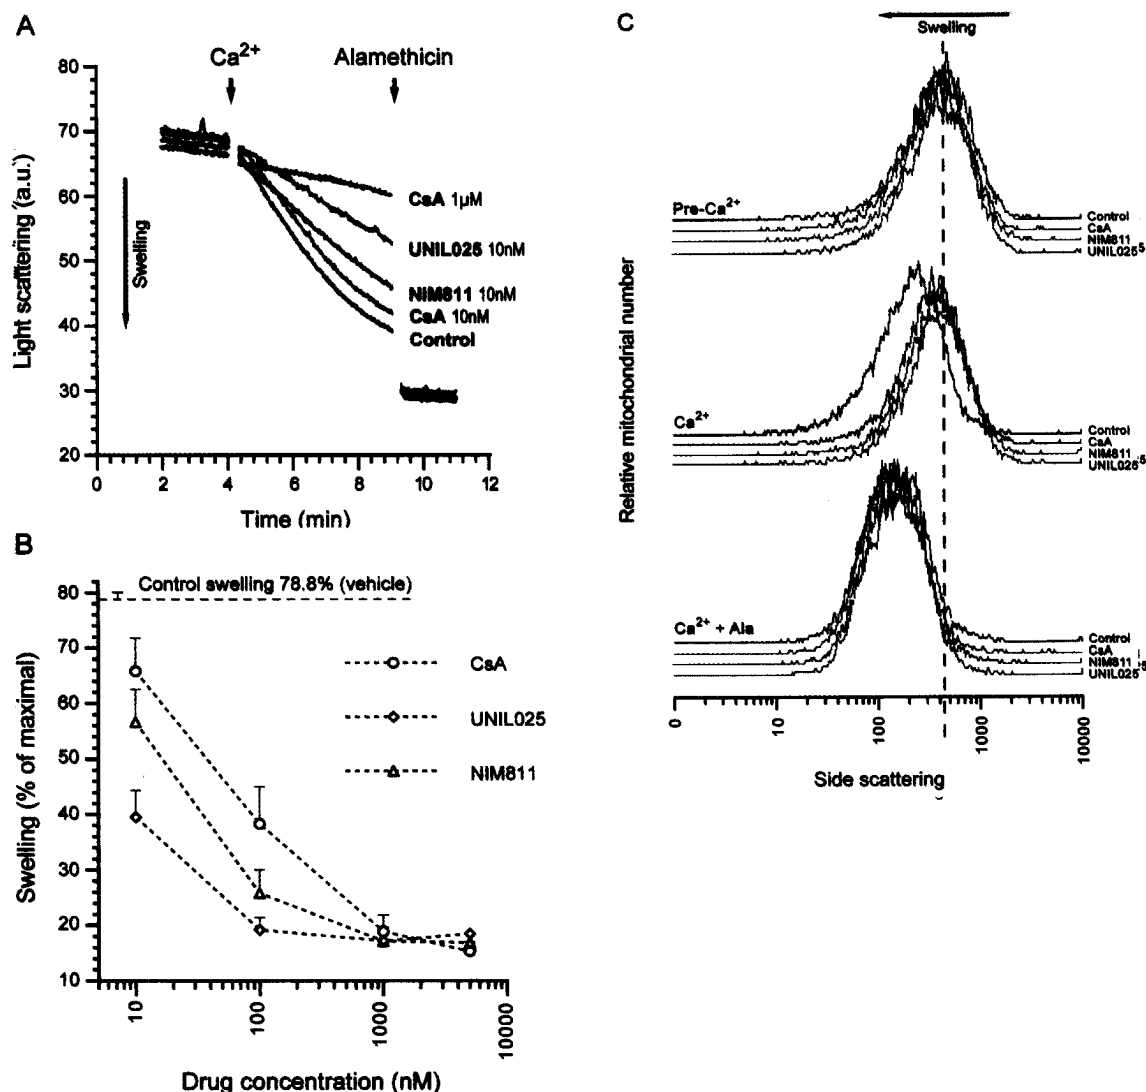 A
Ca2+
Alamethicin
80
70
60
50
40
30
20
Light scattering (a.u.)
Swelling
CsA 1µM
UNIL025 10nM
NIM811 10nM
CsA 10nM
Control
0
2
4
6
8
10
12
Time (min)
B
Control swelling 78.8% (vehicle)
80
70
60
50
40
30
20
10
Swelling (% of maximal)
CsA
UNIL025
NIM811
10
100
1000
10000
Drug concentration (nM)
C
Swelling
Relative mitochondrial number
Pre-Ca2+
Control
CsA
NIM811
UNIL025
Ca2+
Control
CsA
NIM811
UNIL025
Ca2+ + Ala
Control
CsA
NIM811
UNIL025
0
10
100
1000
10000
Side scattering